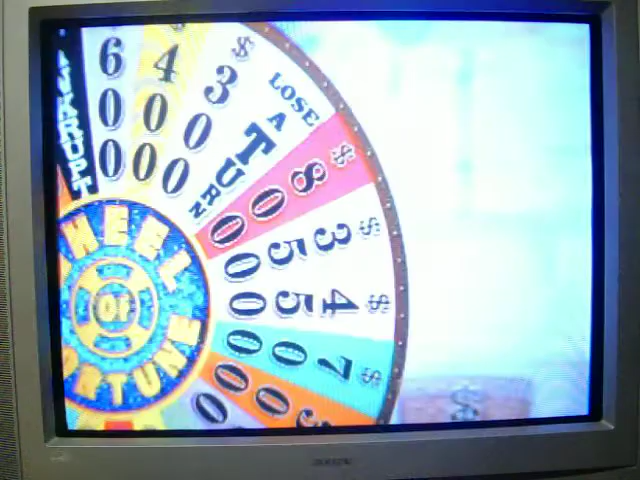 BANKRUPT
600
$400
$300
LOSE
A
TURN
$800
$350
$450
$700
WHEEL
OF
FORTUNE